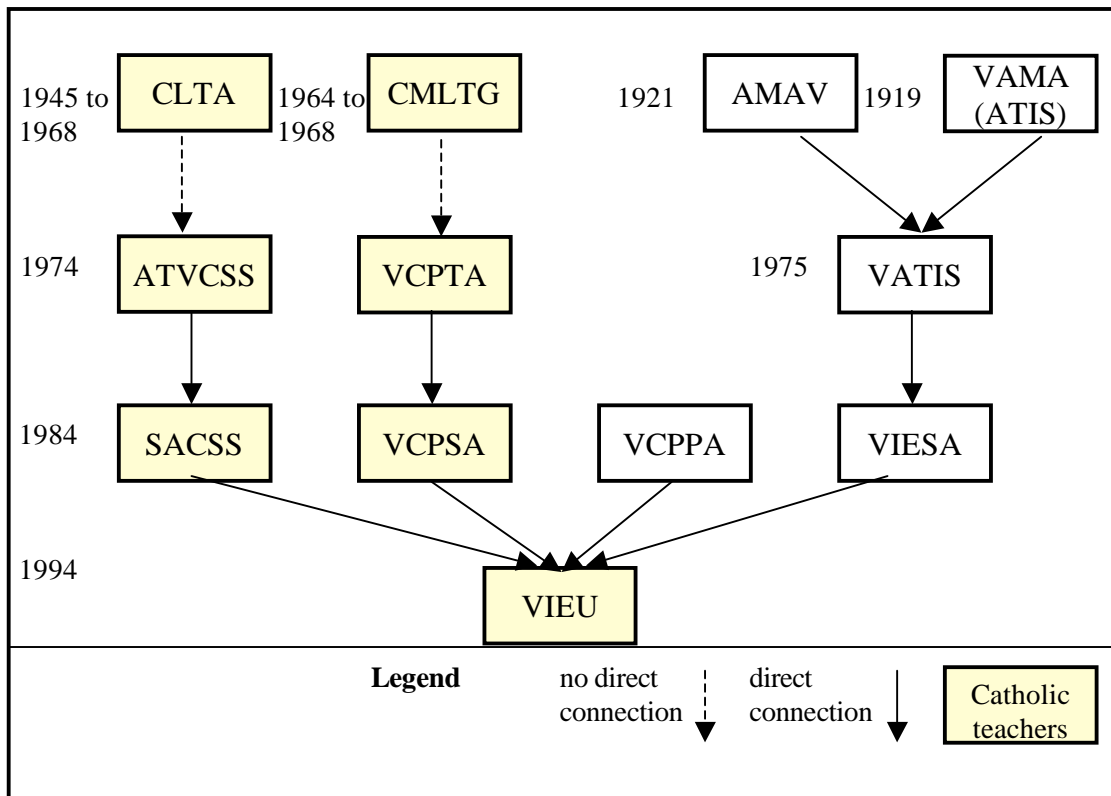 1945 to
1968
CLTA
1964 to
1968
CMLTG
1921
AMAV
1919
VAMA
(ATIS)
1974
ATVCSS
VCPTA
1975
VATIS
1984
SACSS
VCPSA
VCPPA
VIESA
1994
VIEU
Legend
no direct
connection
direct
connection
Catholic
teachers